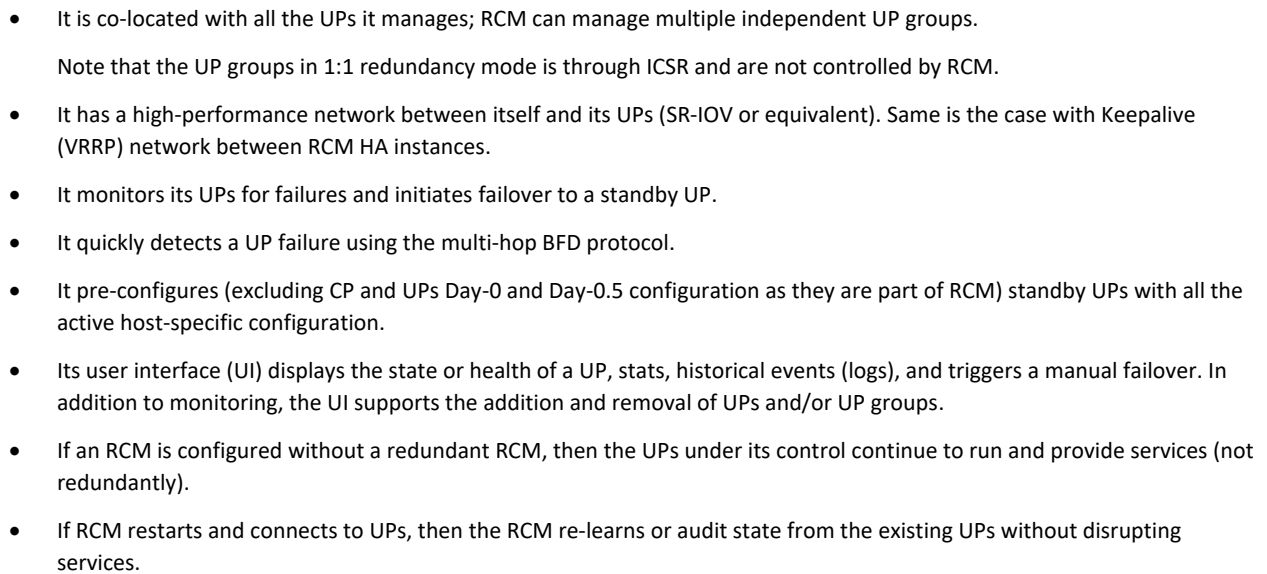 • It is co-located with all the UPs it manages; RCM can manage multiple independent UP groups.
Note that the UP groups in 1:1 redundancy mode is through ICSR and are not controlled by RCM.
• It has a high-performance network between itself and its UPs (SR-IOV or equivalent). Same is the case with Keepalive
(VRRP) network between RCM HA instances.
• It monitors its UPs for failures and initiates failover to a standby UP.
• It quickly detects a UP failure using the multi-hop BFD protocol.
• It pre-configures (excluding CP and UPs Day-0 and Day-0.5 configuration as they are part of RCM) standby UPs with all the
active host-specific configuration.
• Its user interface (UI) displays the state or health of a UP, stats, historical events (logs), and triggers a manual failover. In
addition to monitoring, the UI supports the addition and removal of UPs and/or UP groups.
• If an RCM is configured without a redundant RCM, then the UPs under its control continue to run and provide services (not
redundantly).
• If RCM restarts and connects to UPs, then the RCM re-learns or audit state from the existing UPs without disrupting
services.